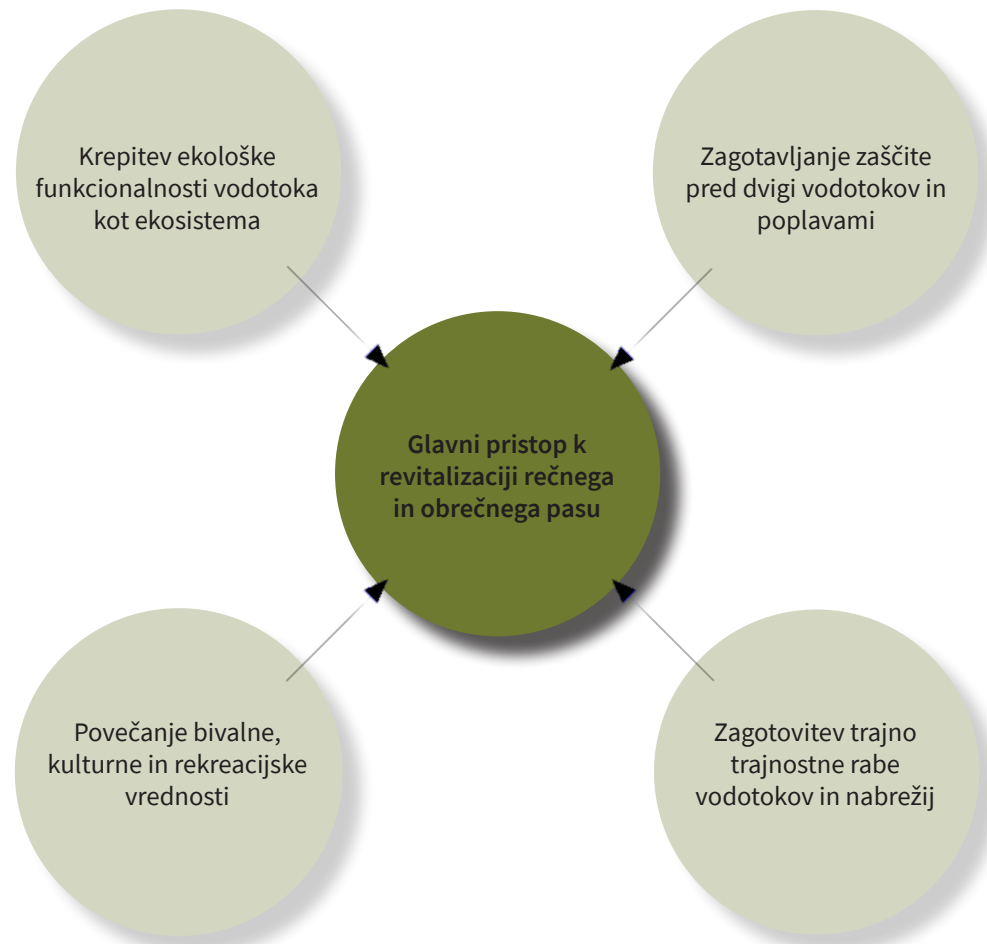 Krepitev ekološke
funkcionalnosti vodotoka
kot ekosistema
Zagotavljanje zaščite
pred dvigi vodotokov in
poplavami
Glavni pristop k
revitalizaciji rečnega
in obrečnega pasu
Povečanje bivalne,
kulturne in rekreacijske
vrednosti
Zagotovitev trajno
trajnostne rabe
vodotokov in nabrežij